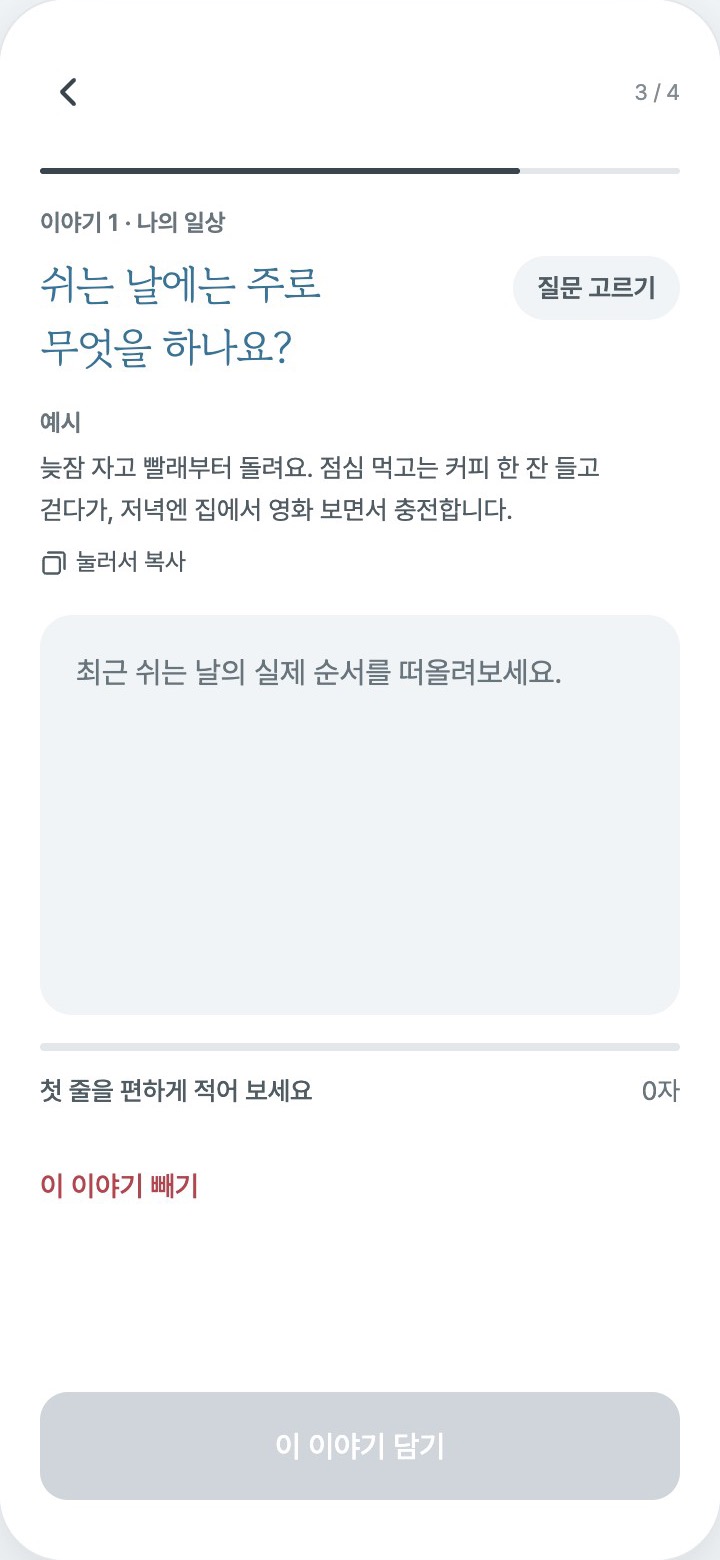 3 / 4
이야기 1 · 나의 일상
쉬는 날에는 주로
무엇을 하나요?
질문 고르기
예시
늦잠 자고 빨래부터 돌려요. 점심 먹고는 커피 한 잔 들고
걷다가, 저녁엔 집에서 영화 보면서 충전합니다.
눌러서 복사
최근 쉬는 날의 실제 순서를 떠올려보세요.
첫 줄을 편하게 적어 보세요
0자
이 이야기 빼기
이 이야기 담기